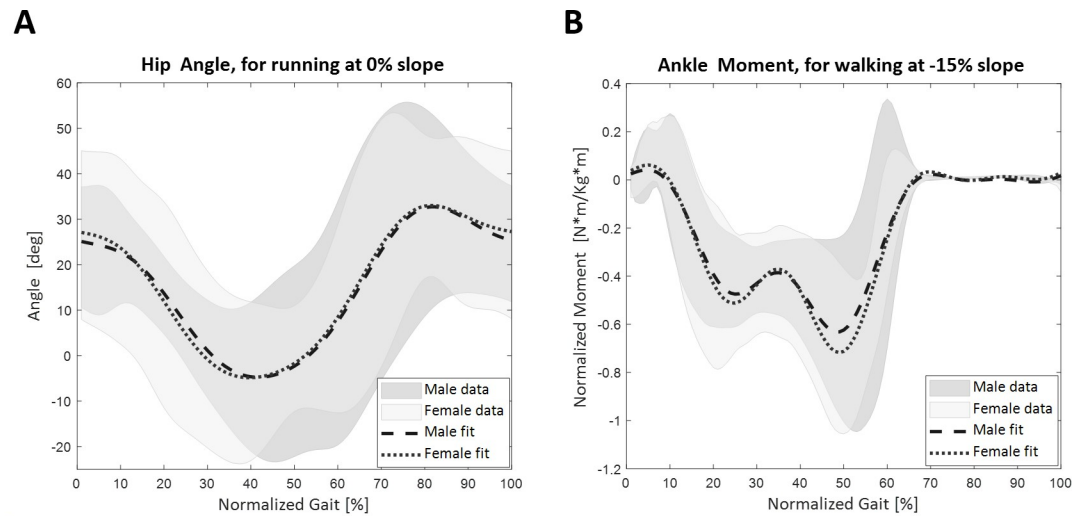 A
Hip Angle, for running at 0% slope
60
50
40
30
20
10
0
-10
-20
Angle [deg]
0 10 20 30 40 50 60 70 80 90 100
Normalized Gait [%]
Male data
Female data
Male fit
Female fit
B
Ankle Moment, for walking at -15% slope
0.4
0.2
0
-0.2
-0.4
-0.6
-0.8
-1
-1.2
Normalized Moment [N*m/Kg*m]
0 10 20 30 40 50 60 70 80 90 100
Normalized Gait [%]
Male data
Female data
Male fit
Female fit